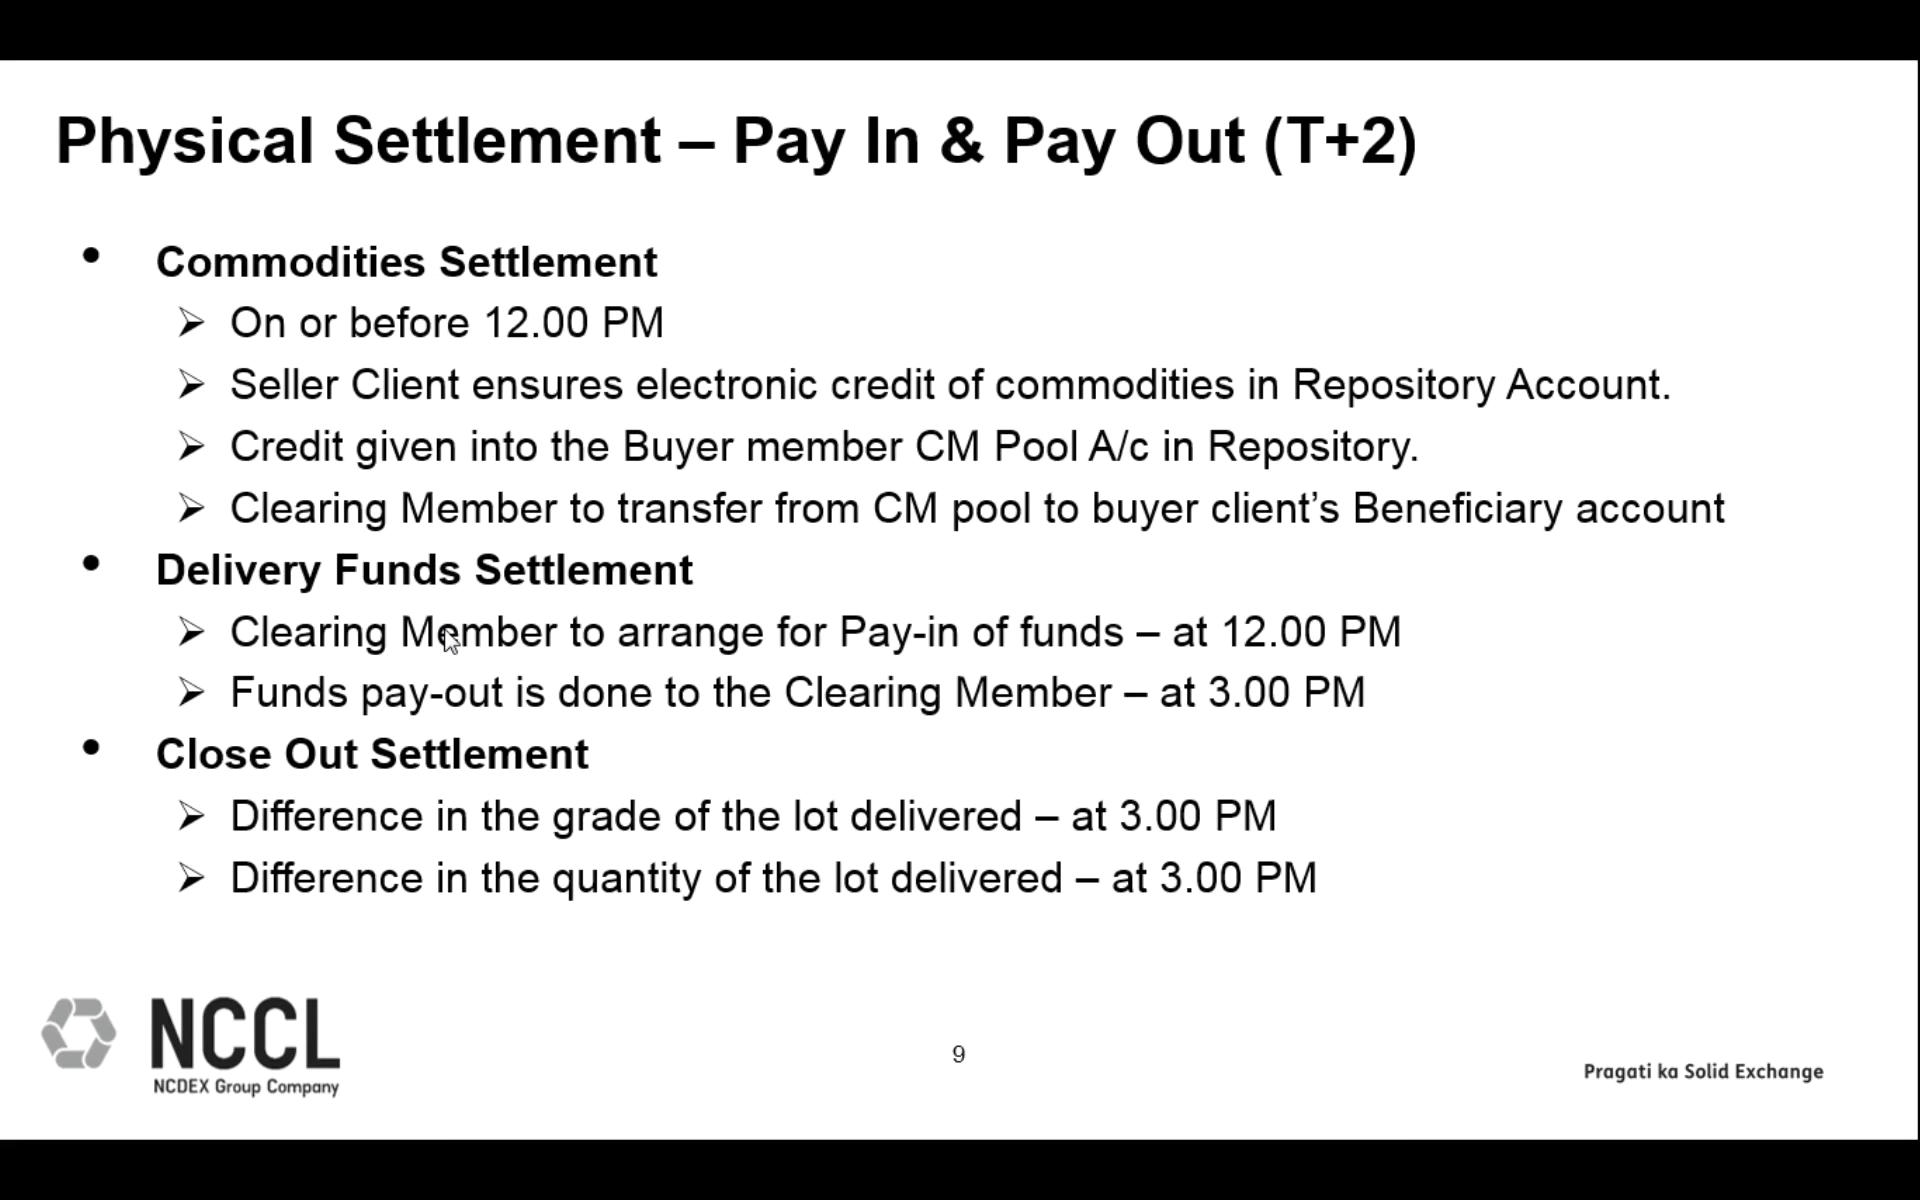 Physical Settlement – Pay In & Pay Out (T+2)
• Commodities Settlement
➢ On or before 12.00 PM
➢ Seller Client ensures electronic credit of commodities in Repository Account.
➢ Credit given into the Buyer member CM Pool A/c in Repository.
➢ Clearing Member to transfer from CM pool to buyer client’s Beneficiary account
• Delivery Funds Settlement
➢ Clearing Member to arrange for Pay-in of funds – at 12.00 PM
➢ Funds pay-out is done to the Clearing Member – at 3.00 PM
• Close Out Settlement
➢ Difference in the grade of the lot delivered – at 3.00 PM
➢ Difference in the quantity of the lot delivered – at 3.00 PM
NCCL
NCDEX Group Company
9
Pragati ka Solid Exchange